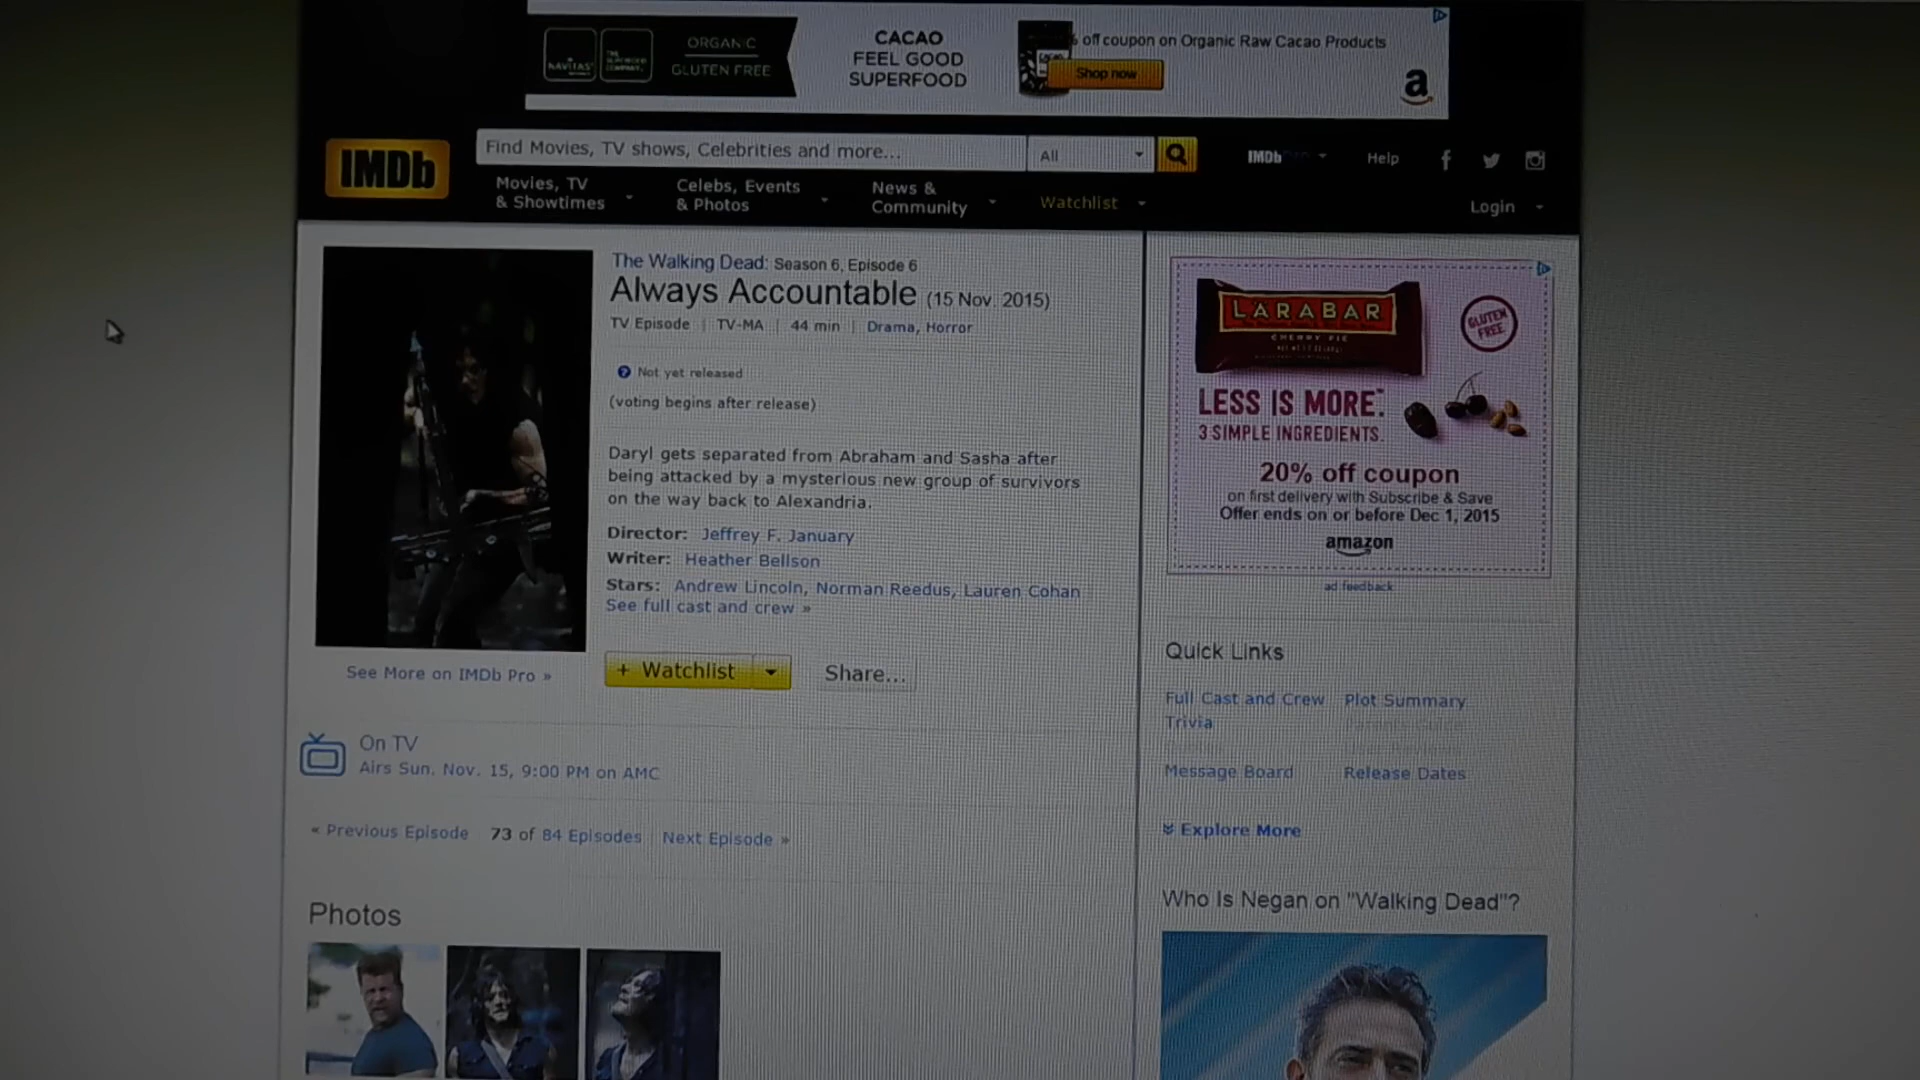 NAVITAS
ORGANIC
GLUTEN FREE
CACAO
FEEL GOOD
SUPERFOOD
% off coupon on Organic Raw Cacao Products
Shop now
a
IMDb
Find Movies, TV shows, Celebrities and more...
All
IMDb
Help
Movies, TV
& Showtimes
Celebs, Events
& Photos
News &
Community
Watchlist
Login
The Walking Dead: Season 6, Episode 6
Always Accountable (15 Nov. 2015)
TV Episode | TV-MA | 44 min | Drama, Horror
? Not yet released
(voting begins after release)
Daryl gets separated from Abraham and Sasha after
being attacked by a mysterious new group of survivors
on the way back to Alexandria.
Director: Jeffrey F. January
Writer: Heather Bellson
Stars: Andrew Lincoln, Norman Reedus, Lauren Cohan
See full cast and crew »
See More on IMDb Pro »
+ Watchlist
Share...
On TV
Airs Sun. Nov. 15, 9:00 PM on AMC
« Previous Episode 73 of 84 Episodes | Next Episode »
Photos
LÄRABAR
CHERRY PIE
GLUTEN
FREE
LESS IS MORE.™
3 SIMPLE INGREDIENTS.
20% off coupon
on first delivery with Subscribe & Save
Offer ends on or before Dec 1, 2015
amazon
ad feedback
Quick Links
Full Cast and Crew
Plot Summary
Trivia
Parents Guide
Message Board
Release Dates
Explore More
Who Is Negan on "Walking Dead"?